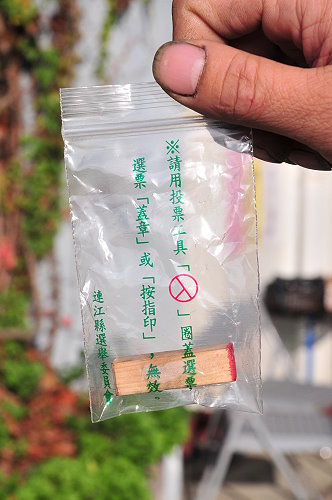 ※請用投票工具「」圈蓋選票
選票「蓋章」或「按指印」,無效。
連江縣選舉委員會